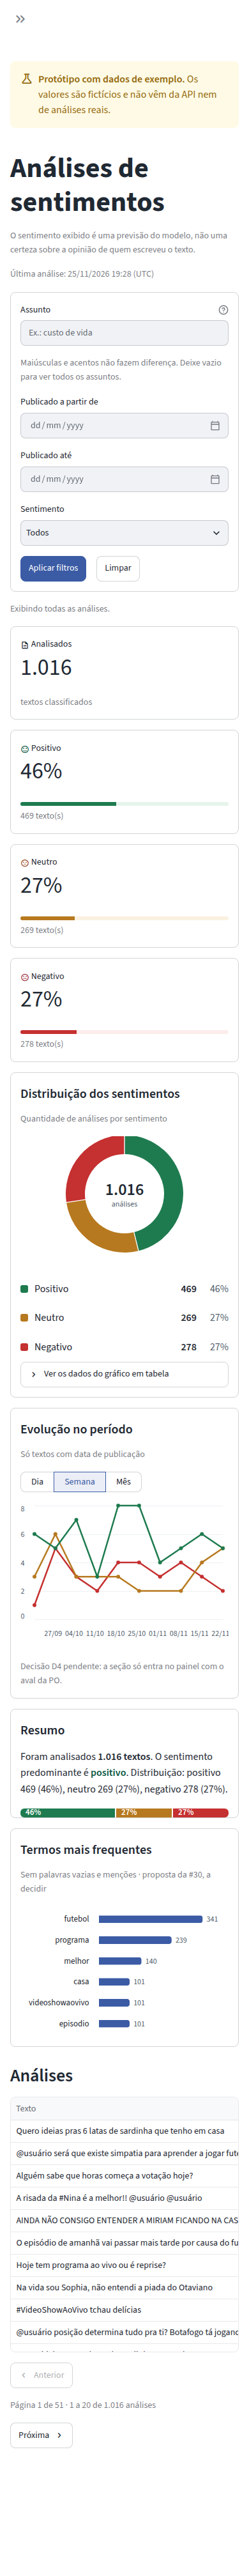 Protótipo com dados de exemplo. Os
valores são fictícios e não vêm da API nem
de análises reais.
Análises de
sentimentos
O sentimento exibido é uma previsão do modelo, não uma
certeza sobre a opinião de quem escreveu o texto.
Última análise: 25/11/2026 19:28 (UTC)
Assunto
Ex.: custo de vida
Maiúsculas e acentos não fazem diferença. Deixe vazio
para ver todos os assuntos.
Publicado a partir de
dd/mm/yyyy
Publicado até
dd/mm/yyyy
Sentimento
Todos
Aplicar filtros
Limpar
Exibindo todas as análises.
Analisados
1.016
textos classificados
Positivo
46%
469 texto(s)
Neutro
27%
269 texto(s)
Negativo
27%
278 texto(s)
Distribuição dos sentimentos
Quantidade de análises por sentimento
1.016
análises
Positivo 469 46%
Neutro 269 27%
Negativo 278 27%
Ver os dados do gráfico em tabela
Evolução no período
Só textos com data de publicação
Dia Semana Mês
8
6
4
2
0
27/09 04/10 11/10 18/10 25/10 01/11 08/11 15/11 22/11
Decisão D4 pendente: a seção só entra no painel com o
aval da PO.
Resumo
Foram analisados 1.016 textos. O sentimento
predominante é positivo. Distribuição: positivo
469 (46%), neutro 269 (27%), negativo 278 (27%).
46% 27% 27%
Termos mais frequentes
Sem palavras vazias e menções · proposta da #30, a
decidir
futebol 341
programa 239
melhor 140
casa 101
videoshowaovivo 101
episodio 101
Análises
Texto
Quero ideias pras 6 latas de sardinha que tenho em casa
@usuário será que existe simpatia para aprender a jogar fut
Alguém sabe que horas começa a votação hoje?
A risada da #Nina é a melhor!! @usuário @usuário
AINDA NÃO CONSIGO ENTENDER A MIRIAM FICANDO NA CAS
O episódio de amanhã vai passar mais tarde por causa do fu
Hoje tem programa ao vivo ou é reprise?
Na vida sou Sophia, não entendi a piada do Otaviano
#VideoShowAoVivo tchau delícias
@usuário posição determina tudo pra ti? Botafogo tá jogand
Anterior
Página 1 de 51 · 1 a 20 de 1.016 análises
Próxima